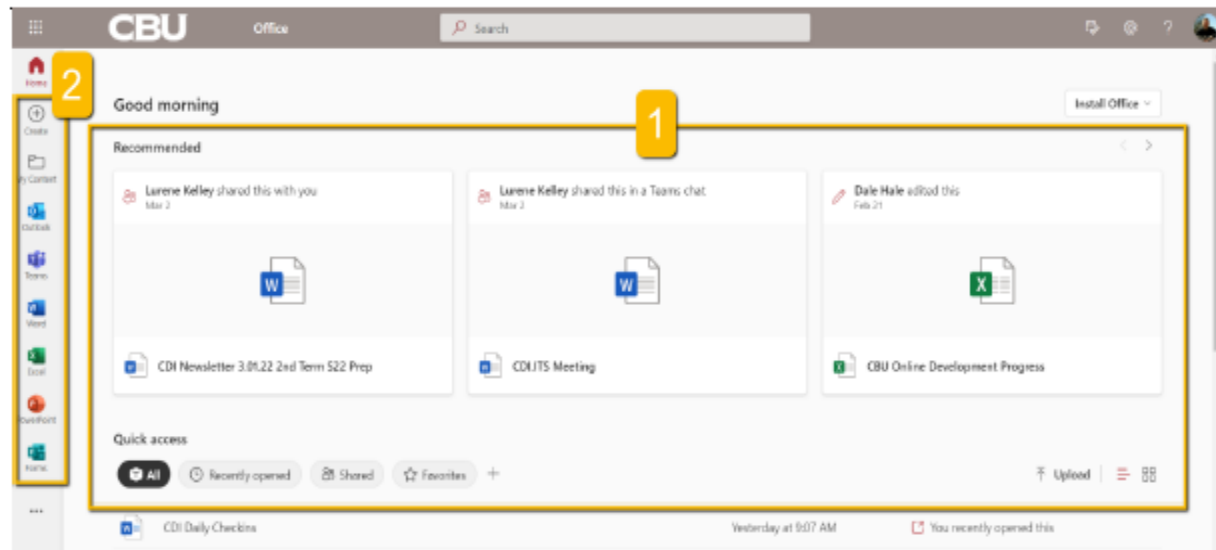 CBU
Office
Search
?
Home
2
Create
My Content
Outlook
Teams
Word
Excel
PowerPoint
Forms
...
Good morning
Install Office
1
Recommended
Lurene Kelley shared this with you
Mar 2
Lurene Kelley shared this in a Teams chat
Mar 2
Dale Hale edited this
Feb 21
W
W
X
CDI Newsletter 3.01.22 2nd Term S22 Prep
CDI.ITS Meeting
CBU Online Development Progress
Quick access
All
Recently opened
Shared
Favorites
+
Upload
CDI Daily Checkins
Yesterday at 9:07 AM
You recently opened this